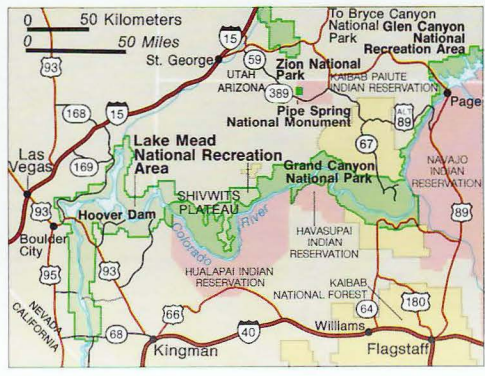 0 50 Kilometers
0 50 Miles
To Bryce Canyon
National
Park
Glen Canyon
National
Recreation Area
15
93
St. George
59
Zion National
Park
UTAH
ARIZONA
389
KAIBAB PAIUTE
INDIAN RESERVATION
Pipe Spring
National Monument
ALT
89
Page
168
15
67
Las
Vegas
169
Lake Mead
National Recreation
Area
Grand Canyon
National Park
NAVAJO
INDIAN
RESERVATION
SHIVWITS
PLATEAU
93
Hoover Dam
Colorado
River
89
Boulder
City
HAVASUPAI
INDIAN
RESERVATION
95
93
HUALAPAI INDIAN
RESERVATION
KAIBAB
NATIONAL FOREST
NEVADA
CALIFORNIA
66
64
180
68
40
Williams
Kingman
Flagstaff